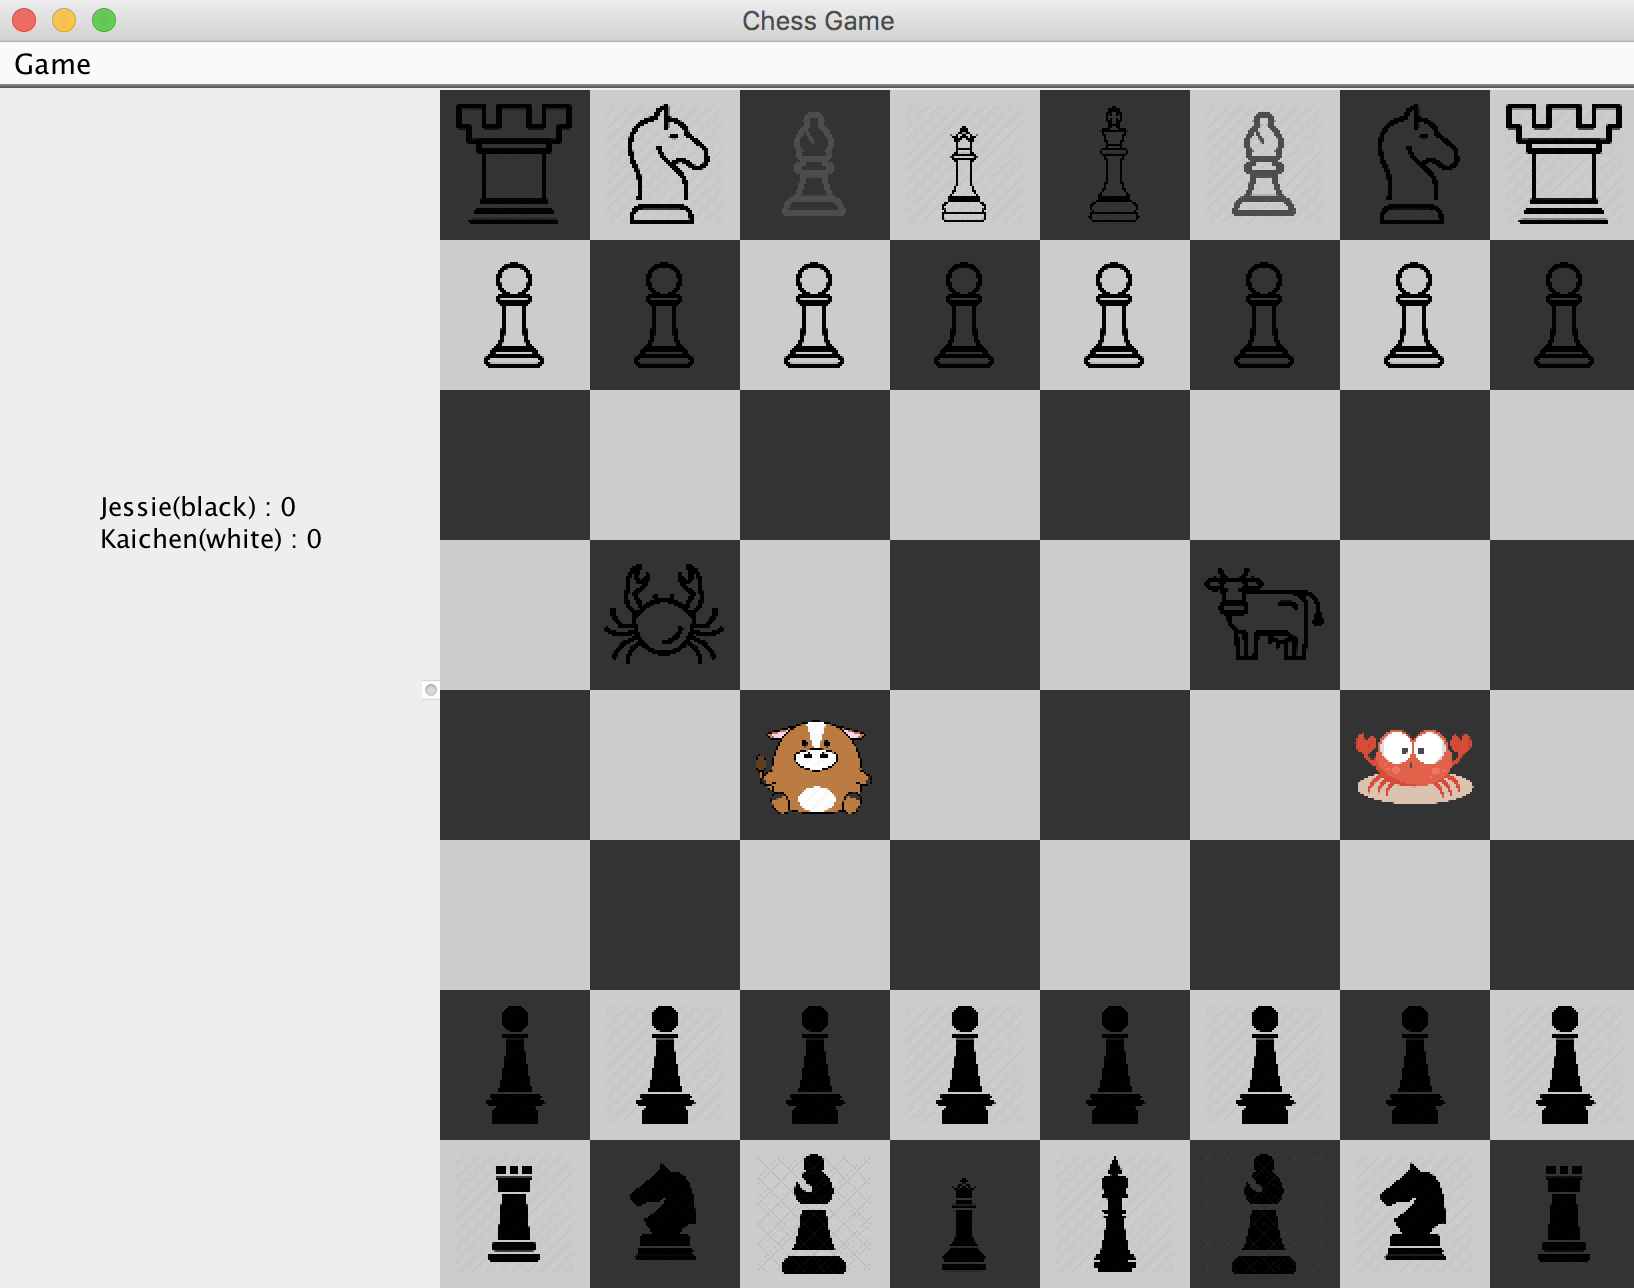 Chess Game
Game
Jessie(black) : 0
Kaichen(white) : 0